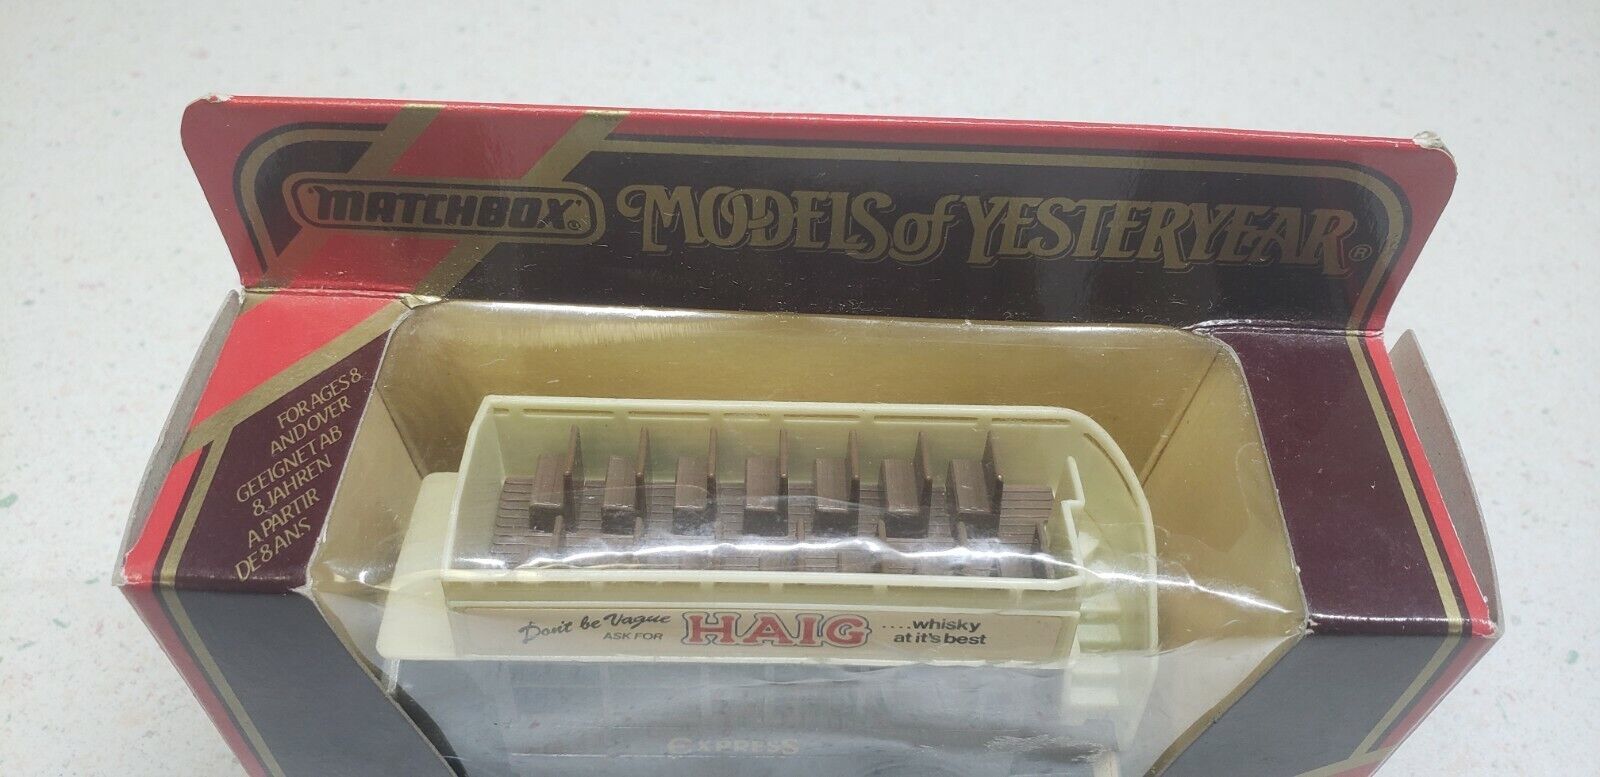 MATCHBOX®
MODELS of YESTERYEAR®
FOR AGES 8
AND OVER
GEEIGNET AB
8 JAHREN
A PARTIR
DE 8 ANS
Don't be Vague
ASK FOR
HAIG
....whisky
at it's best
EXPRESS